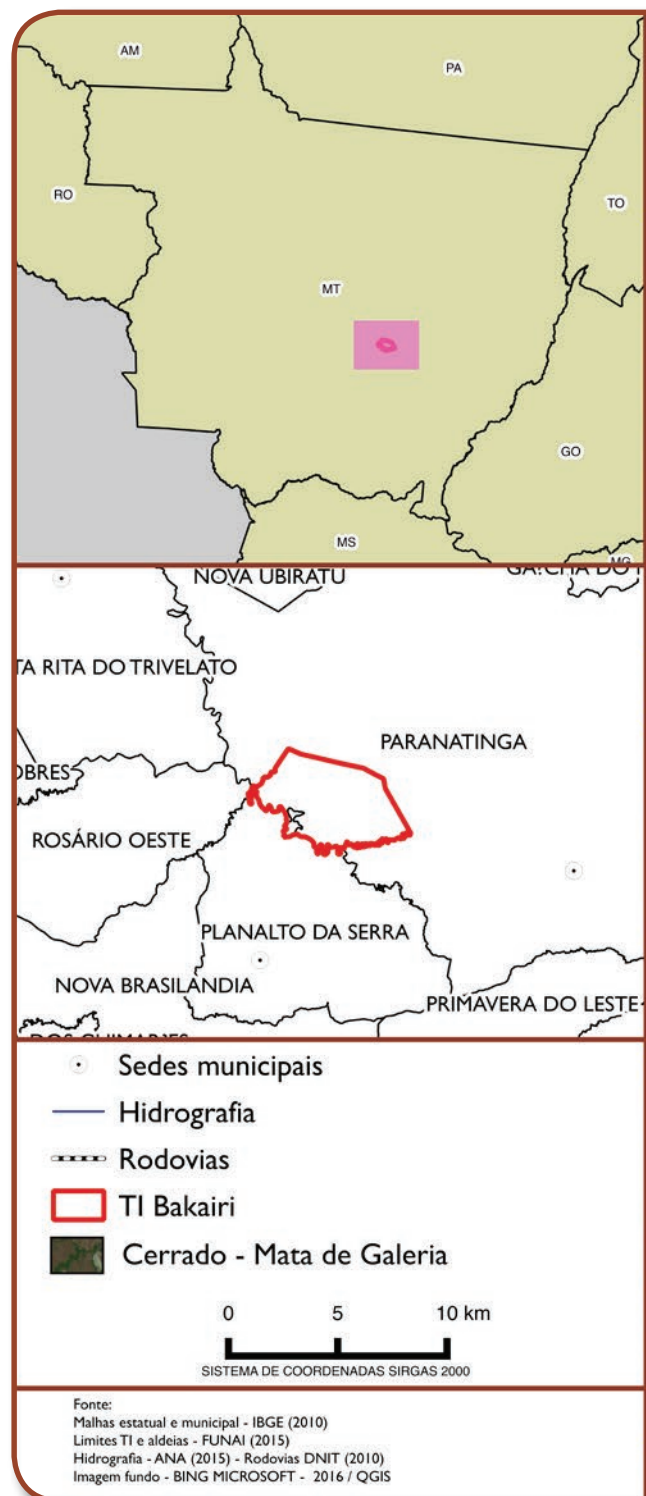 AM
PA
RO
TO
MT
GO
MS
MG
NOVA UBIRATU
TA RITA DO TRIVELATO
PARANATINGA
OBRES
ROSÁRIO OESTE
PLANALTO DA SERRA
NOVA BRASILANDIA
PRIMAVERA DO LESTE
Sedes municipais
Hidrografia
Rodovias
TI Bakairi
Cerrado - Mata de Galeria
0 5 10 km
SISTEMA DE COORDENADAS SIRGAS 2000
Fonte:
Malhas estatual e municipal - IBGE (2010)
Limites TI e aldeias - FUNAI (2015)
Hidrografia - ANA (2015) - Rodovias DNIT (2010)
Imagem fundo - BING MICROSOFT - 2016 / QGIS